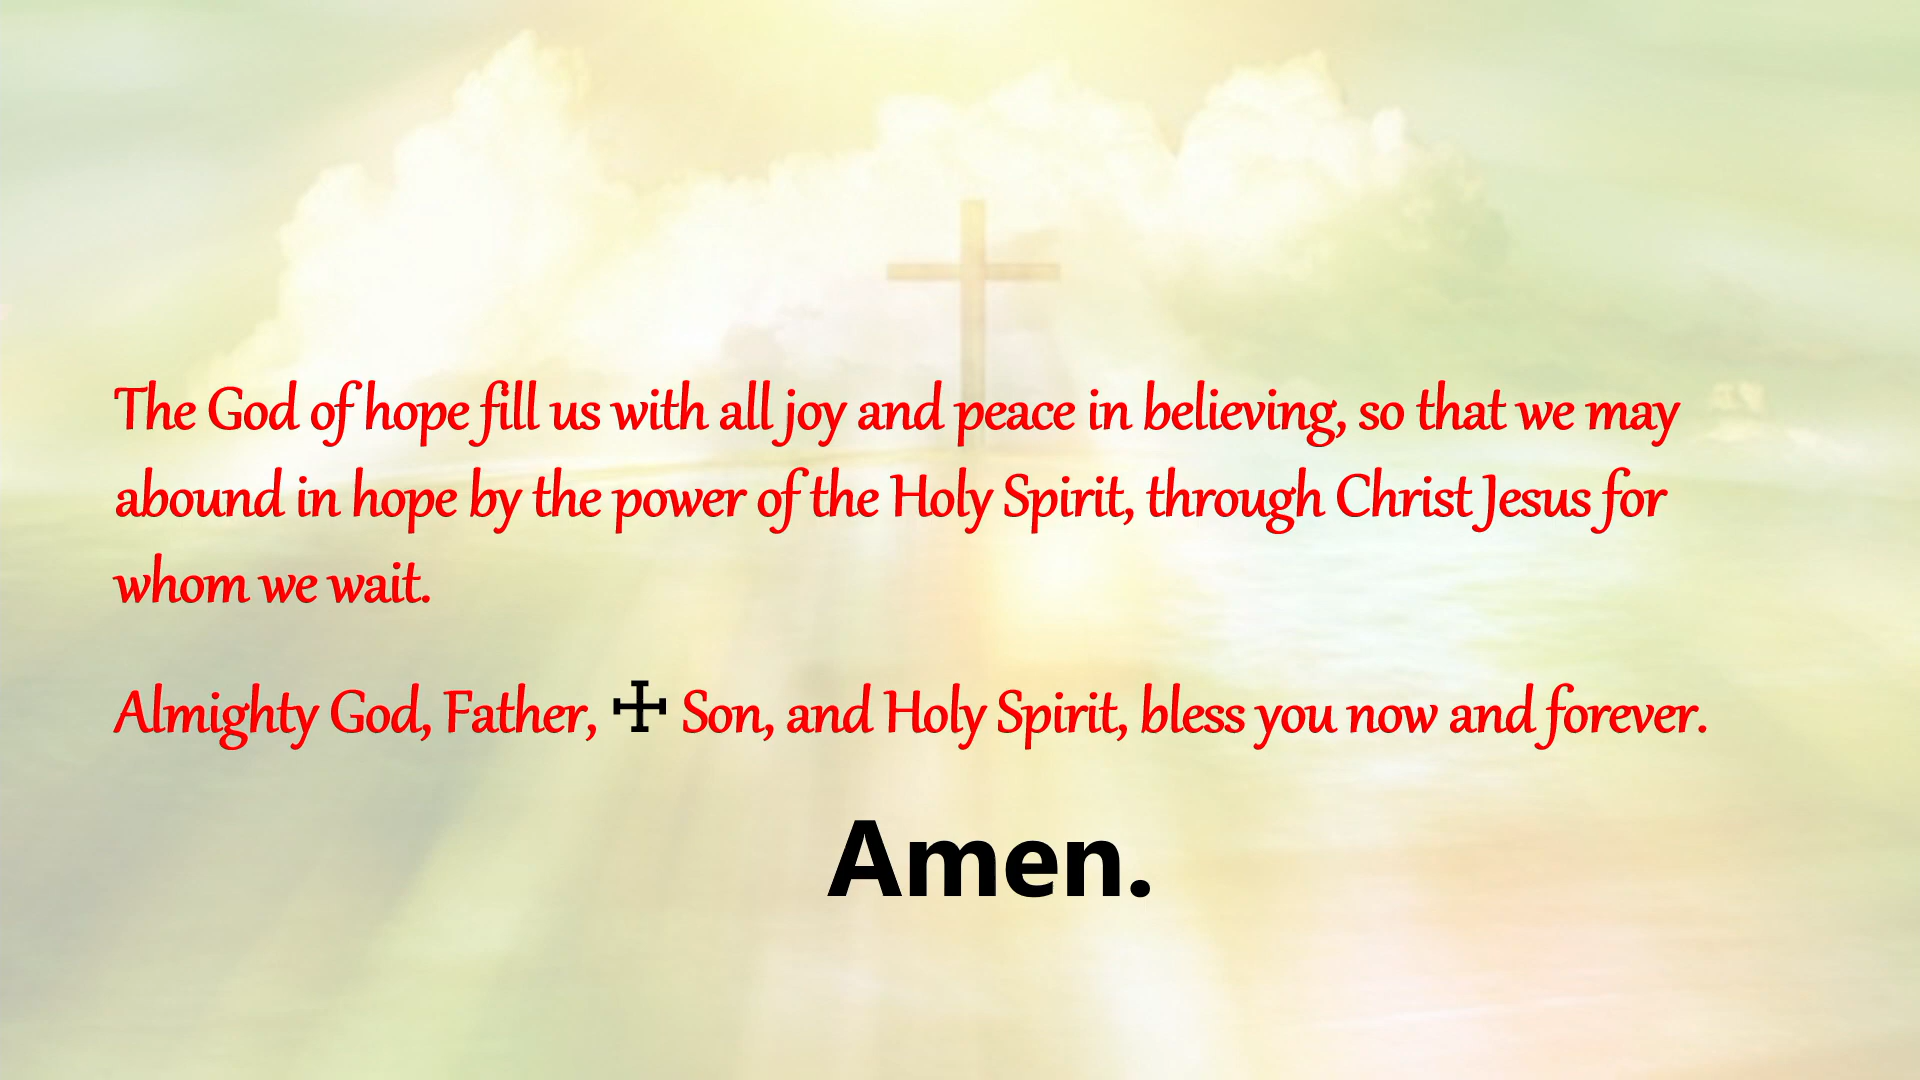 The God of hope fill us with all joy and peace in believing, so that we may
abound in hope by the power of the Holy Spirit, through Christ Jesus for
whom we wait.
Almighty God, Father, ☩ Son, and Holy Spirit, bless you now and forever.
Amen.